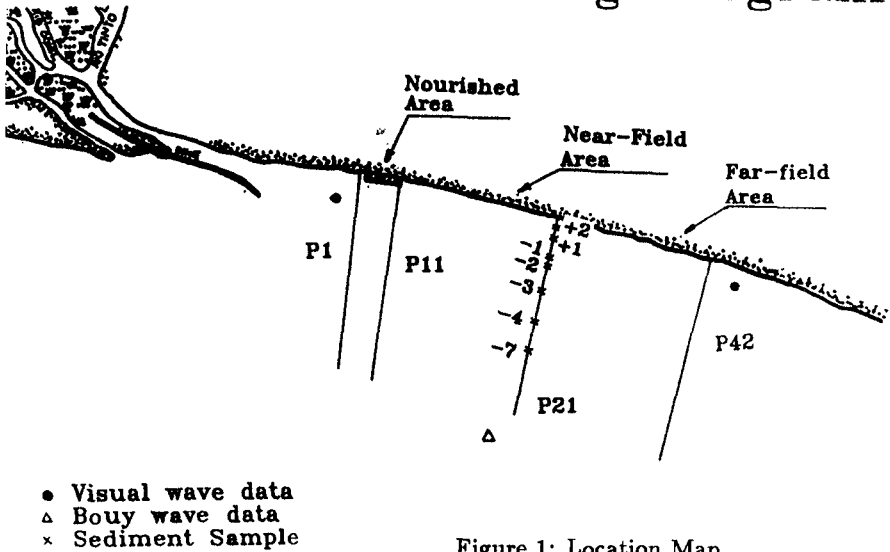 TINTO
Nourished
Area
Near-Field
Area
Far-field
Area
P1
P11
+2
+1
-1
-2
-3
-4
-7
P21
P42
● Visual wave data
△ Bouy wave data
× Sediment Sample
Figure 1: Location Map